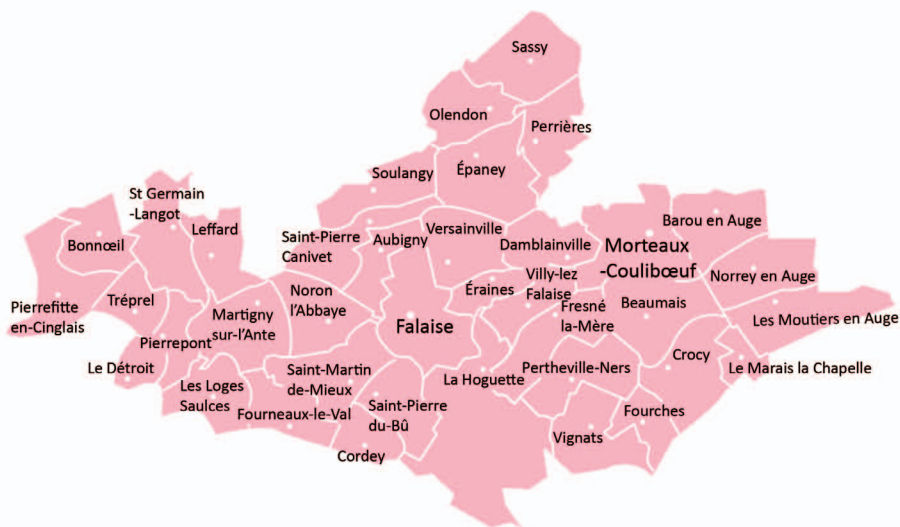 Sassy
Olendon
Perrières
Épaney
Soulangy
St Germain
-Langot
Leffard
Bonnœil
Saint-Pierre
Canivet
Aubigny
Versainville
Damblainville
Barou en Auge
Morteaux
-Coulibœuf
Norrey en Auge
Pierrefitte
en-Cinglais
Tréprel
Martigny
sur-l'Ante
Noron
l'Abbaye
Éraines
Villy-lez
Falaise
Fresné
la-Mère
Beaumais
Les Moutiers en Auge
Falaise
Pierrepont
Le Détroit
Les Loges
Saulces
Saint-Martin
de-Mieux
La Hoguette
Pertheville-Ners
Crocy
Le Marais la Chapelle
Fourneaux-le-Val
Saint-Pierre
du-Bû
Fourches
Vignats
Cordey